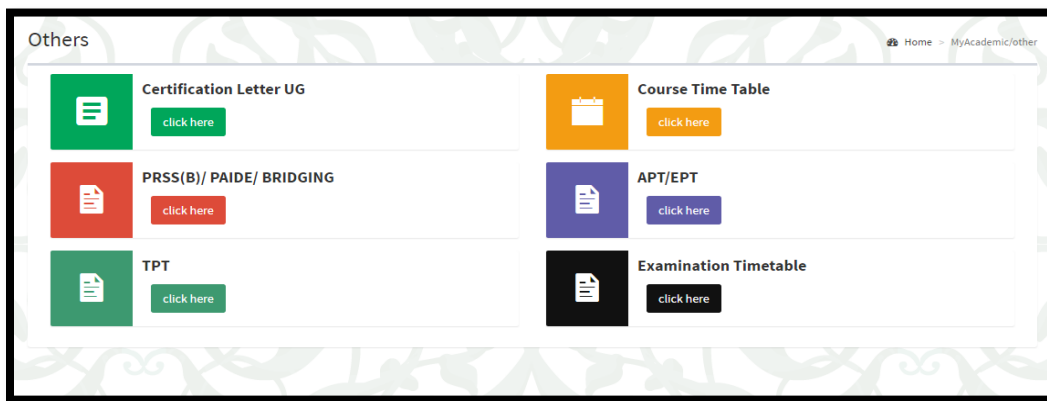 Others
Home > MyAcademic/other
Certification Letter UG
click here
Course Time Table
click here
PRSS(B)/ PAIDE/ BRIDGING
click here
APT/EPT
click here
TPT
click here
Examination Timetable
click here